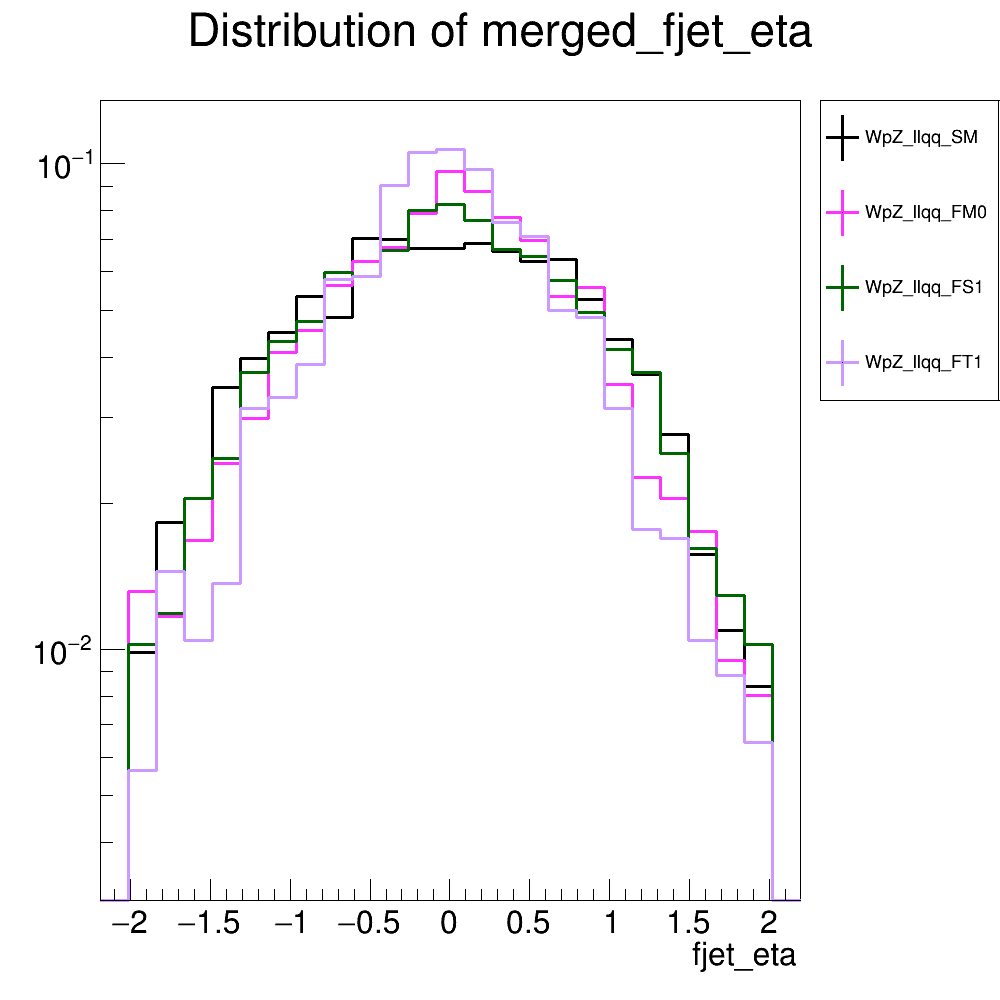 Distribution of merged_fjet_eta
WpZ_llqq_SM
WpZ_llqq_FM0
WpZ_llqq_FS1
WpZ_llqq_FT1
10⁻¹
10⁻²
−2 −1.5 −1 −0.5 0 0.5 1 1.5 2
fjet_eta